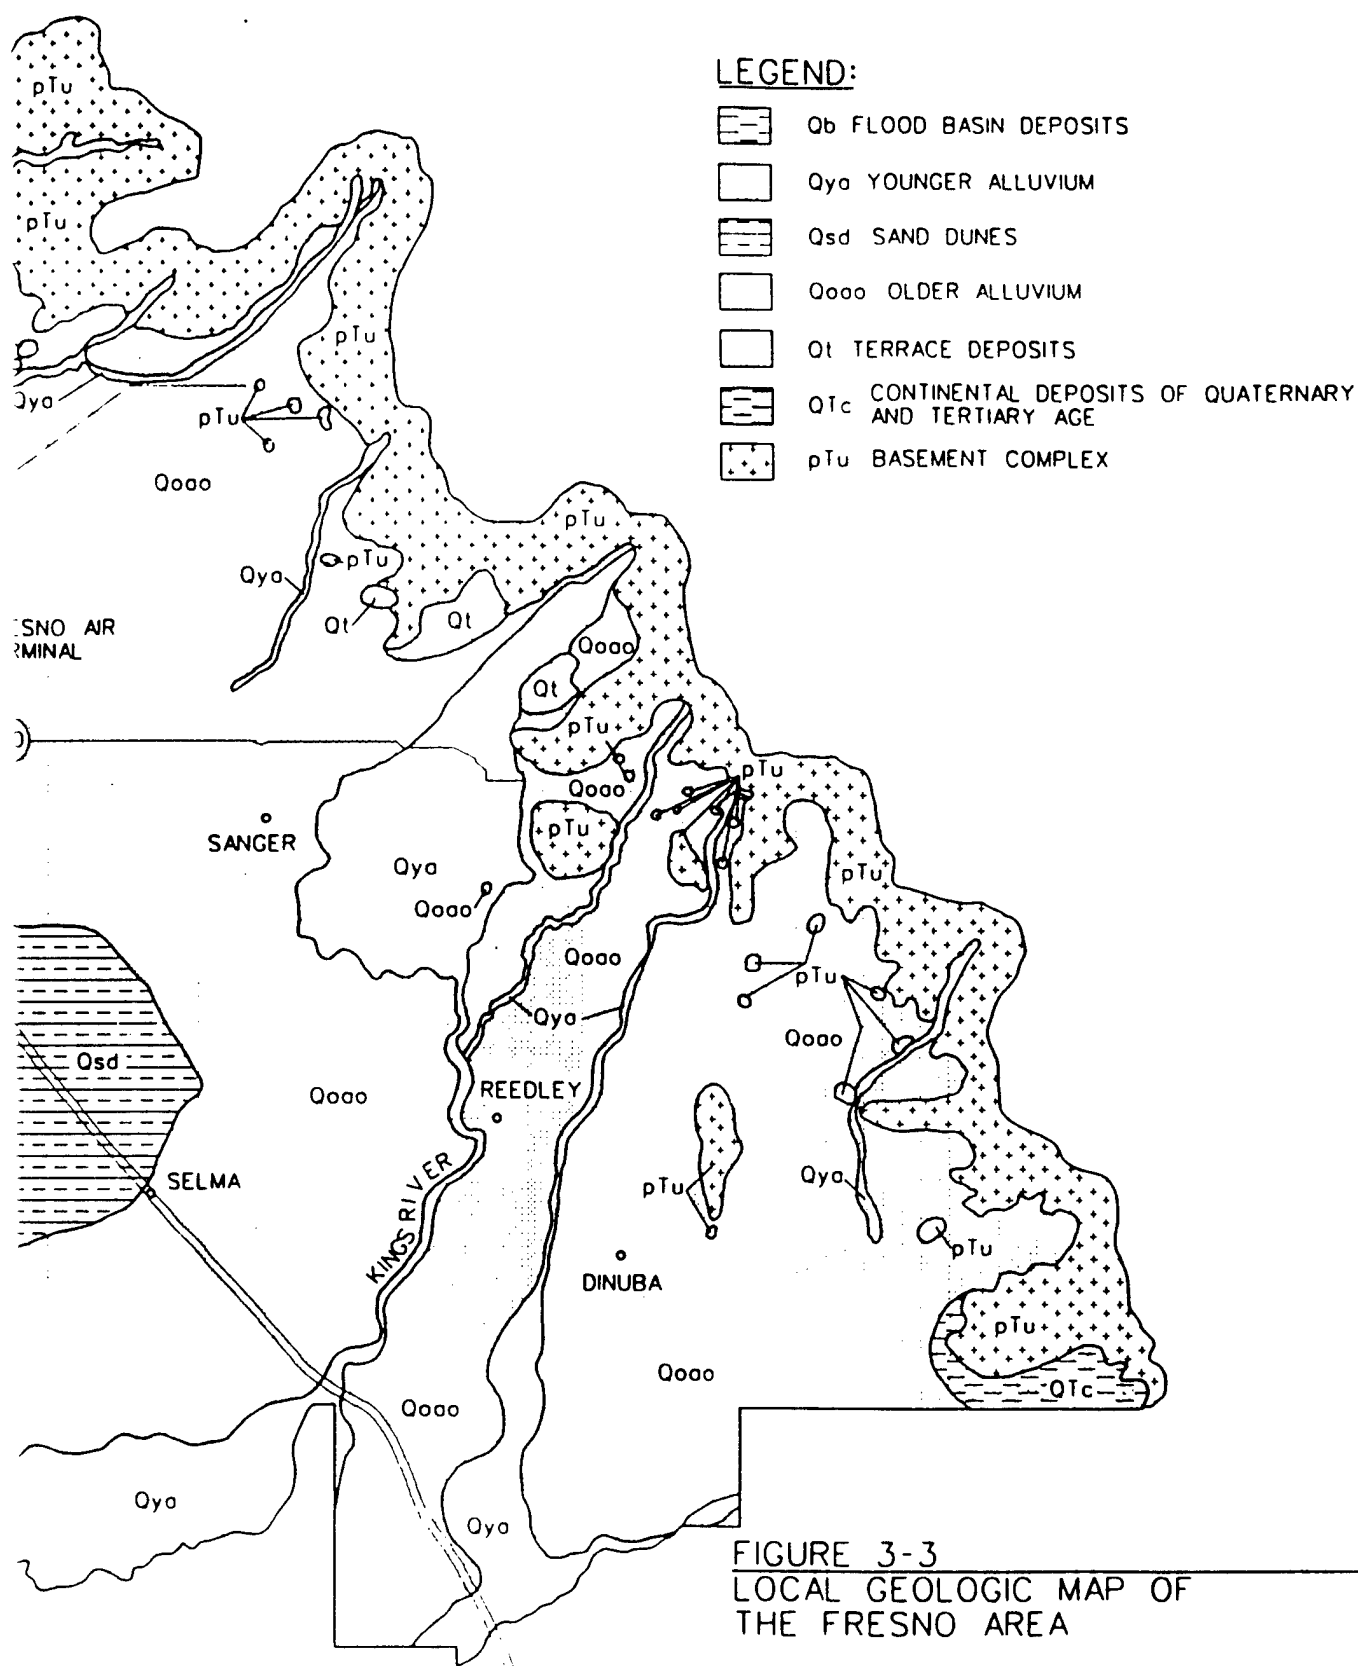 LEGEND:
Qb FLOOD BASIN DEPOSITS
Qya YOUNGER ALLUVIUM
Qsd SAND DUNES
Qoao OLDER ALLUVIUM
Qt TERRACE DEPOSITS
QTc CONTINENTAL DEPOSITS OF QUATERNARY
AND TERTIARY AGE
pTu BASEMENT COMPLEX
pTu
pTu
pTu
Qya
pTu
Qoao
pTu
Qya
pTu
Qt
Qt
ESNO AIR
RMINAL
Qoao
Qt
pTu
pTu
Qoao
SANGER
pTu
Qya
pTu
Qoao
Qoao
pTu
Qya
Qoao
Qsd
Qoao
REEDLEY
SELMA
KINGS RIVER
pTu
Qya
pTu
DINUBA
pTu
Qoao
QTc
Qoao
Qya
Qya
FIGURE 3-3
LOCAL GEOLOGIC MAP OF
THE FRESNO AREA